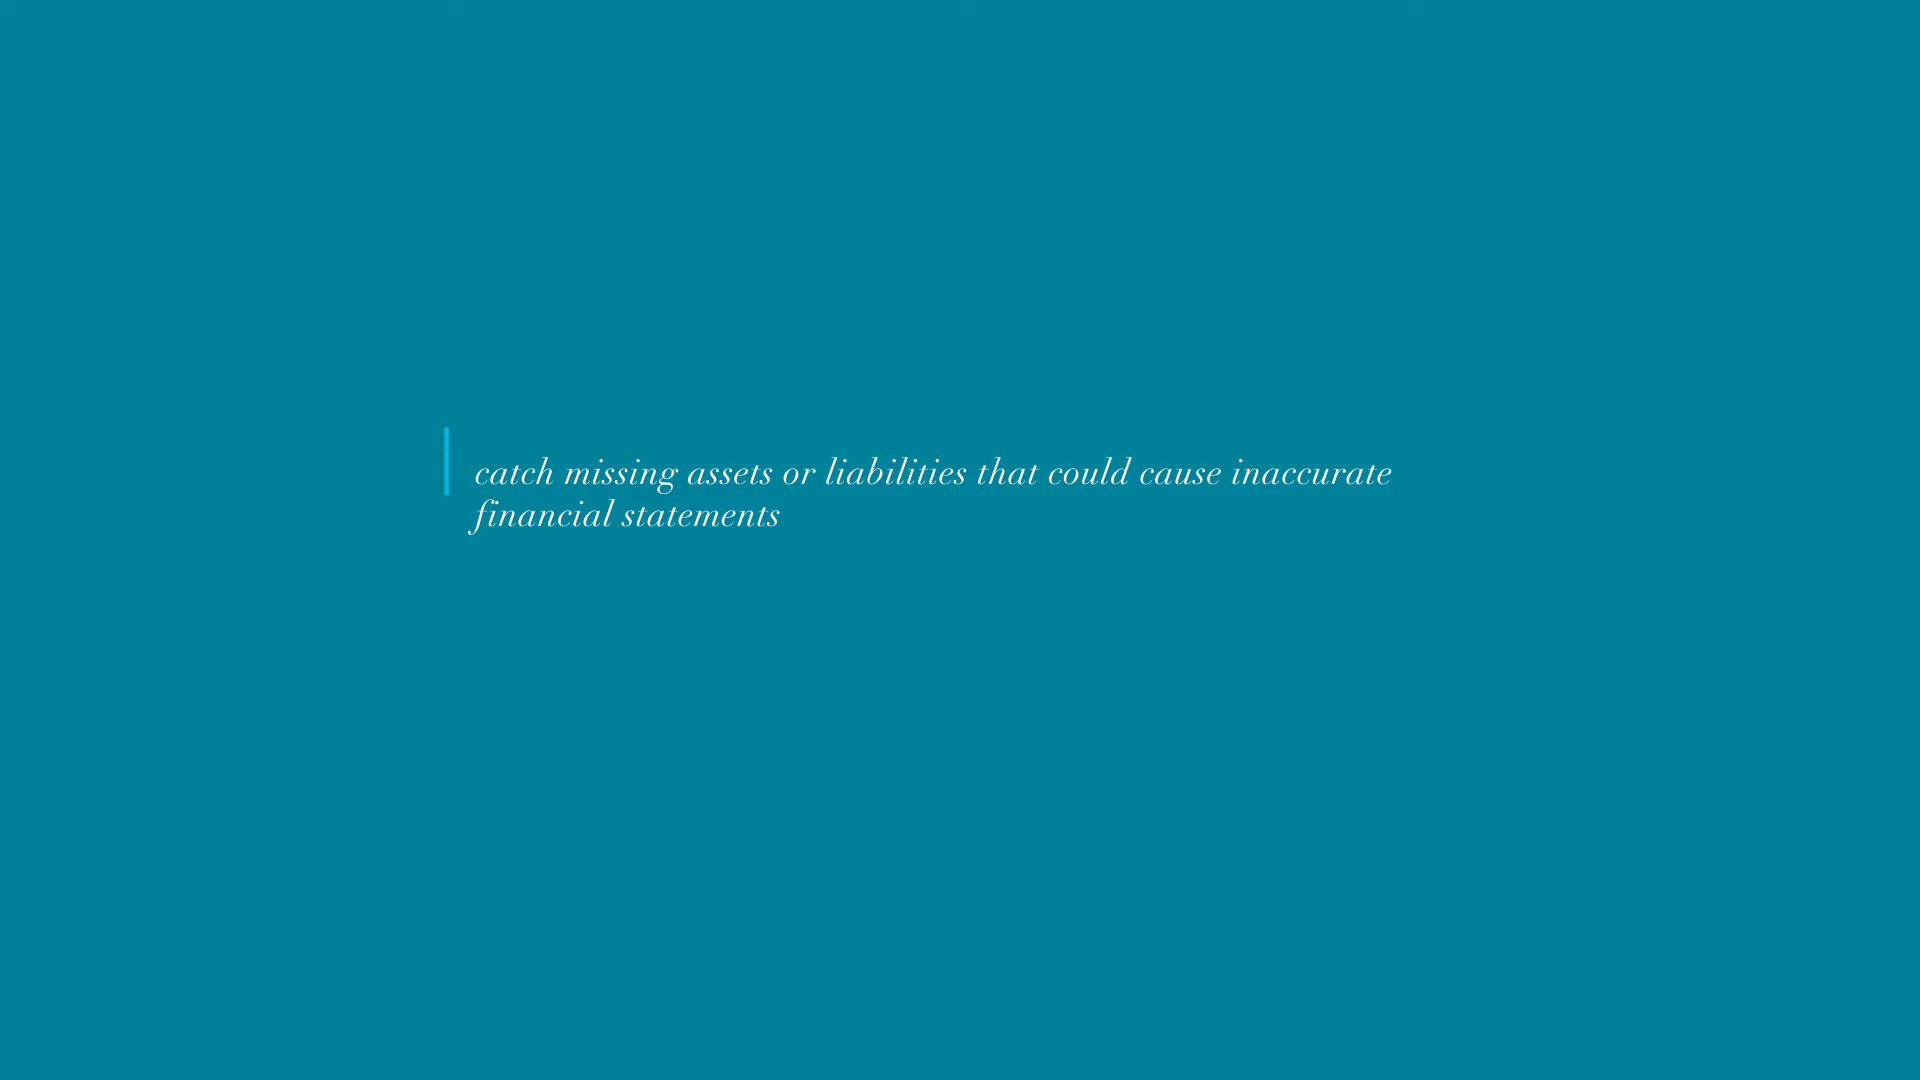 catch missing assets or liabilities that could cause inaccurate
financial statements